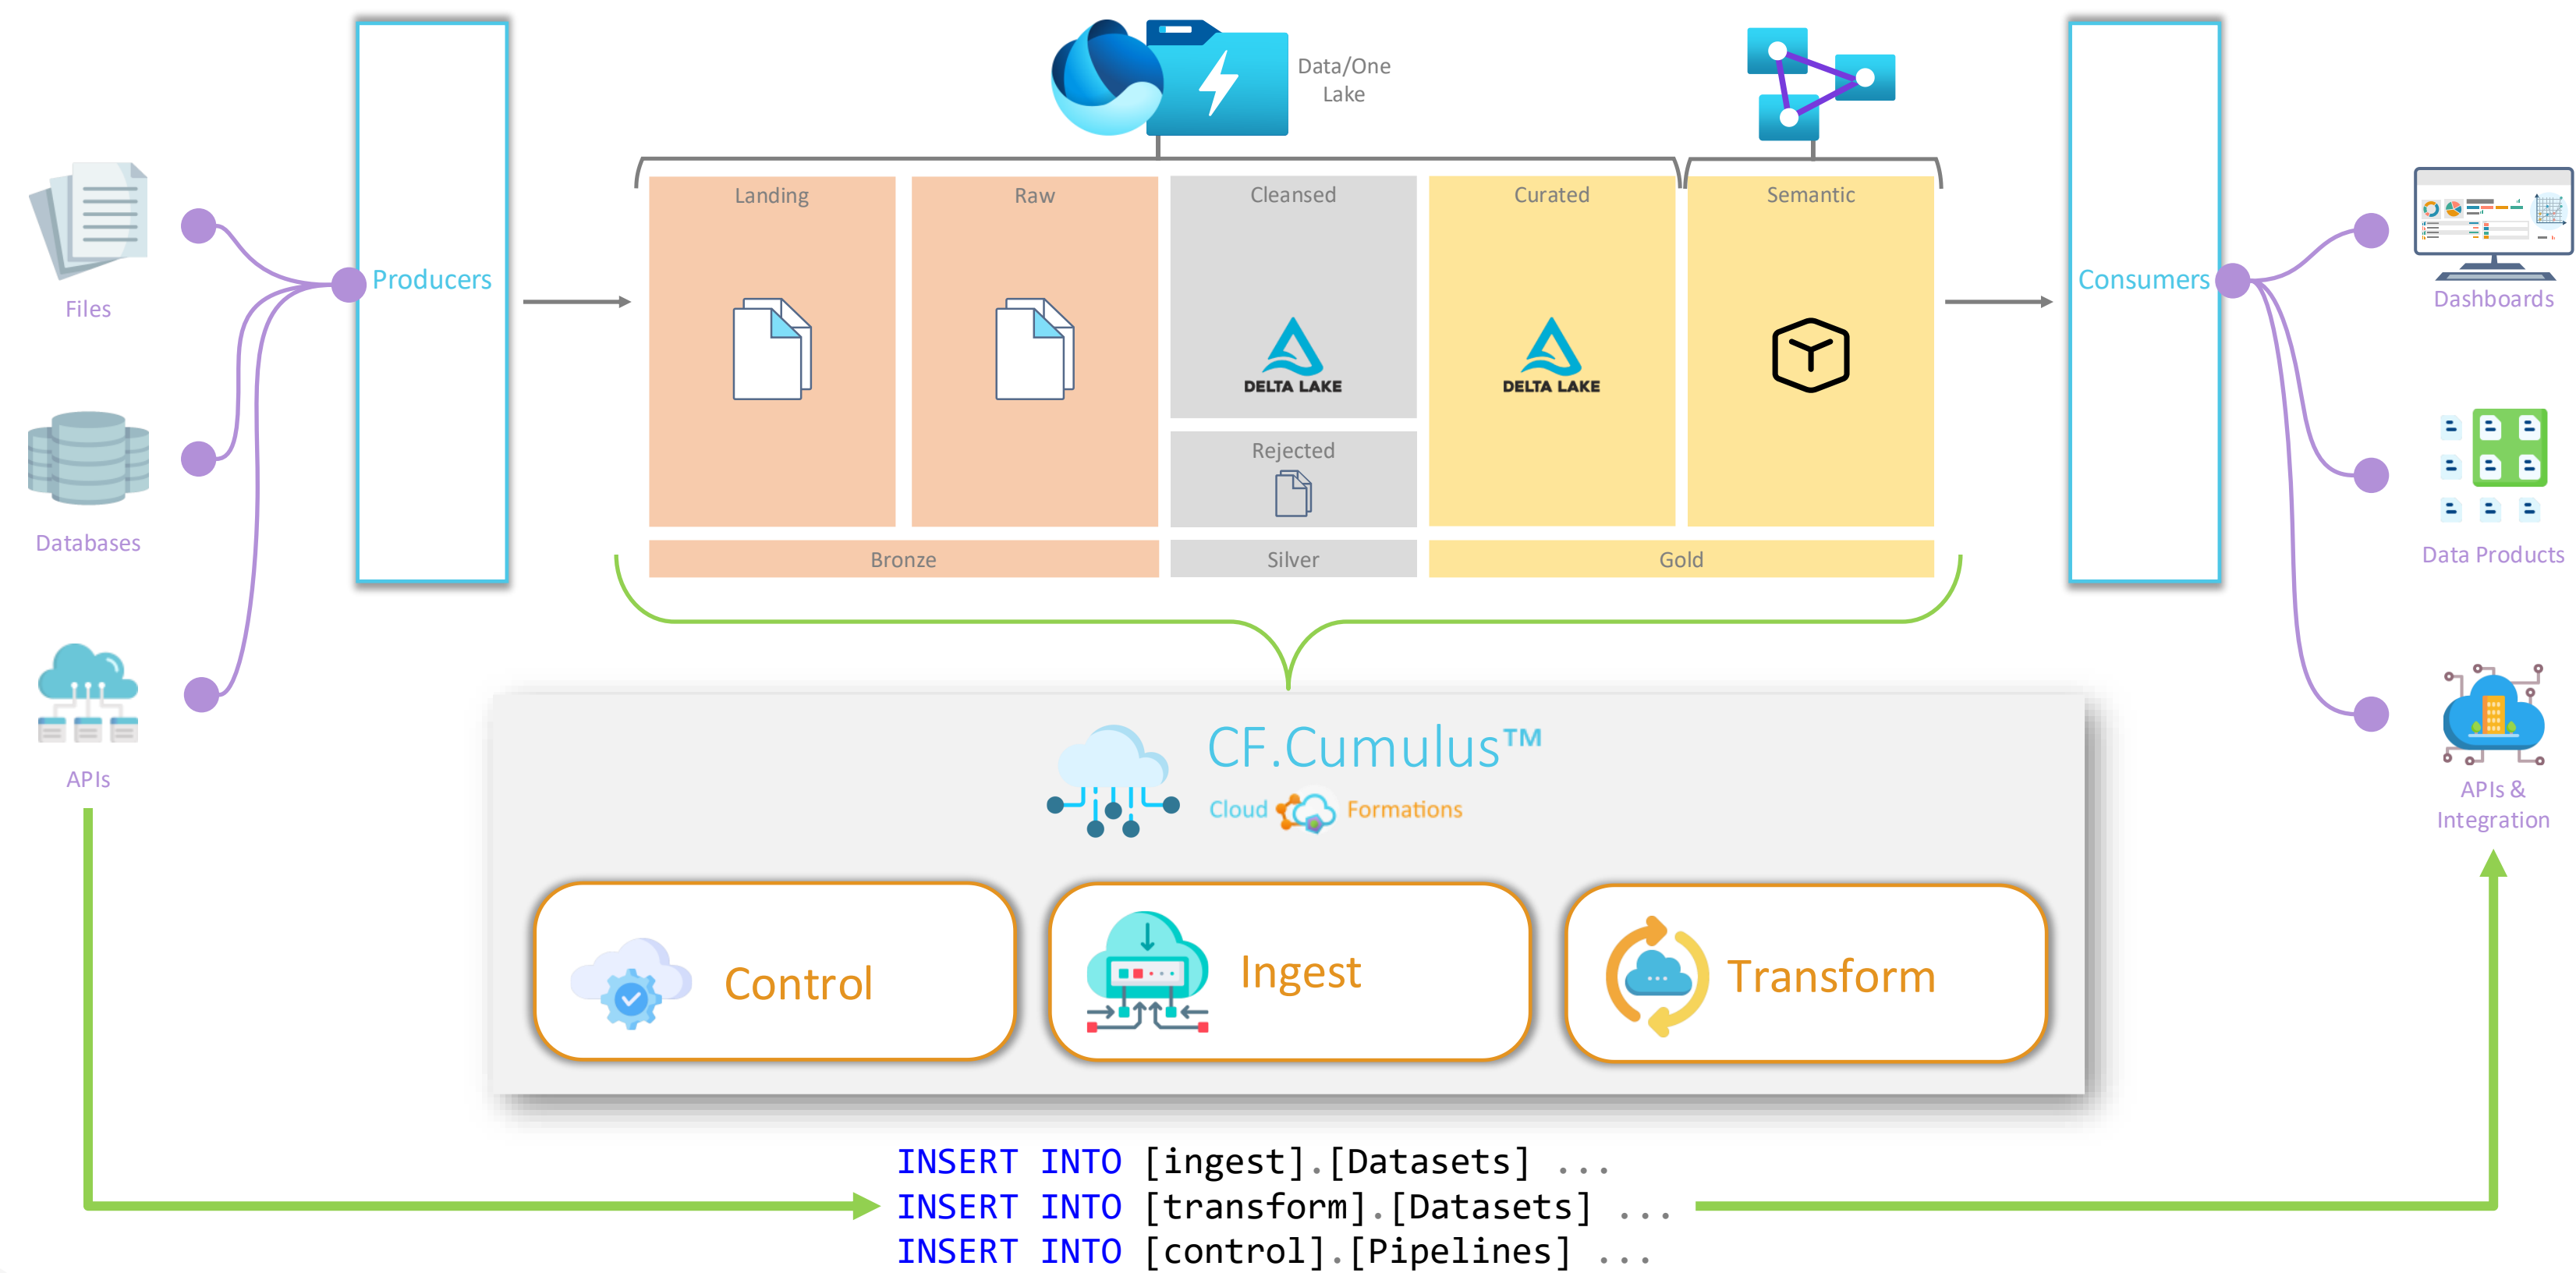 Data/One
Lake
Landing
Raw
Cleansed
Curated
Semantic
Files
Producers
DELTA LAKE
DELTA LAKE
Consumers
Dashboards
Rejected
Databases
Bronze
Silver
Gold
Data Products
CF.Cumulus™
Cloud Formations
APIs
APIs &
Integration
Control
Ingest
Transform
INSERT INTO [ingest].[Datasets] ...
INSERT INTO [transform].[Datasets] ...
INSERT INTO [control].[Pipelines] ...